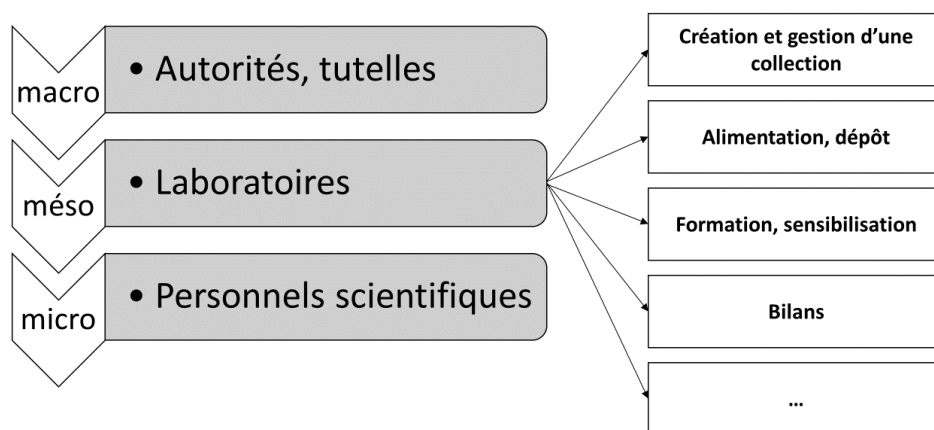 macro
• Autorités, tutelles
méso
• Laboratoires
micro
• Personnels scientifiques
Création et gestion d’une
collection
Alimentation, dépôt
Formation, sensibilisation
Bilans
…